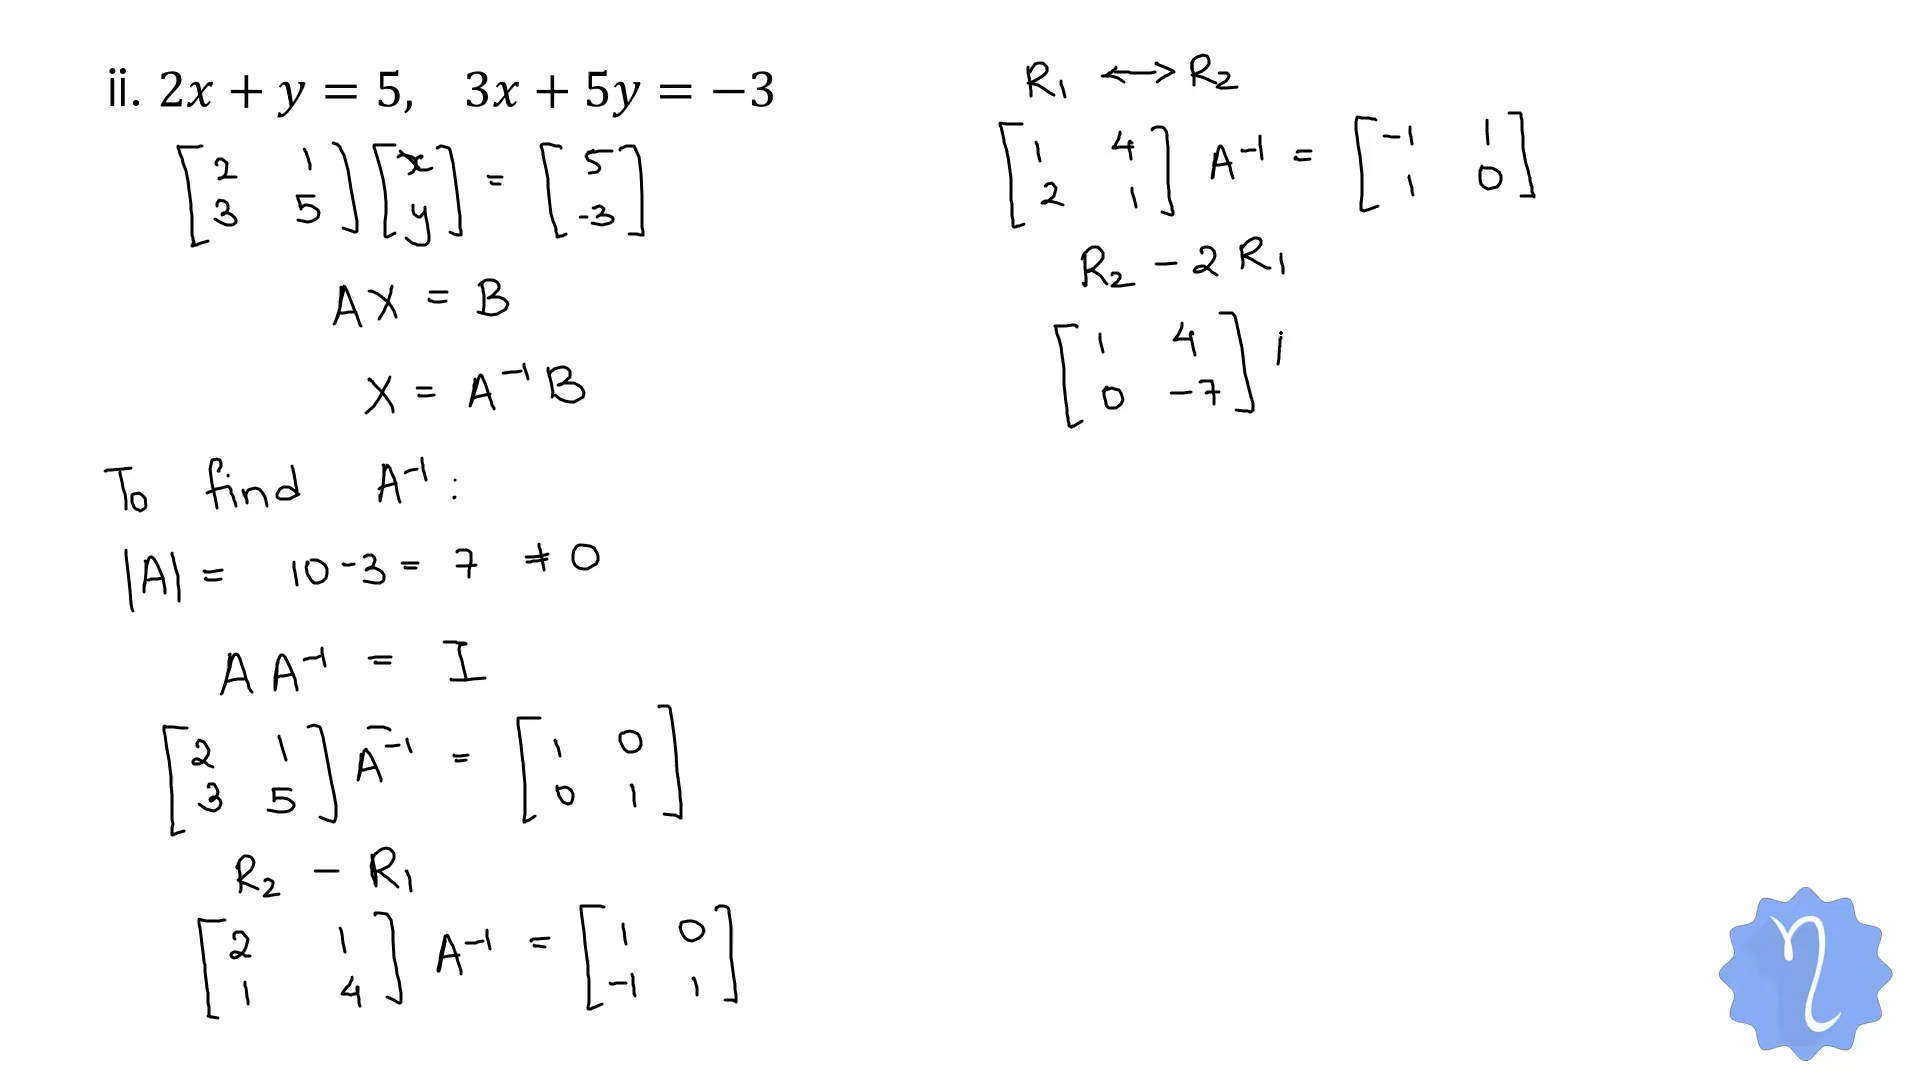 ii. 2x + y = 5, 3x + 5y = −3
[2 1
3 5] [x
y] = [5
-3]
AX = B
X = A⁻¹B
To find A⁻¹ :
|A| = 10 - 3 = 7 ≠ 0
A A⁻¹ = I
[2 1
3 5] A⁻¹ = [1 0
0 1]
R₂ − R₁
[2 1
1 4] A⁻¹ = [1 0
-1 1]
R₁ ↔ R₂
[1 4
2 1] A⁻¹ = [-1 1
1 0]
R₂ − 2R₁
[1 4
0 -7]
η